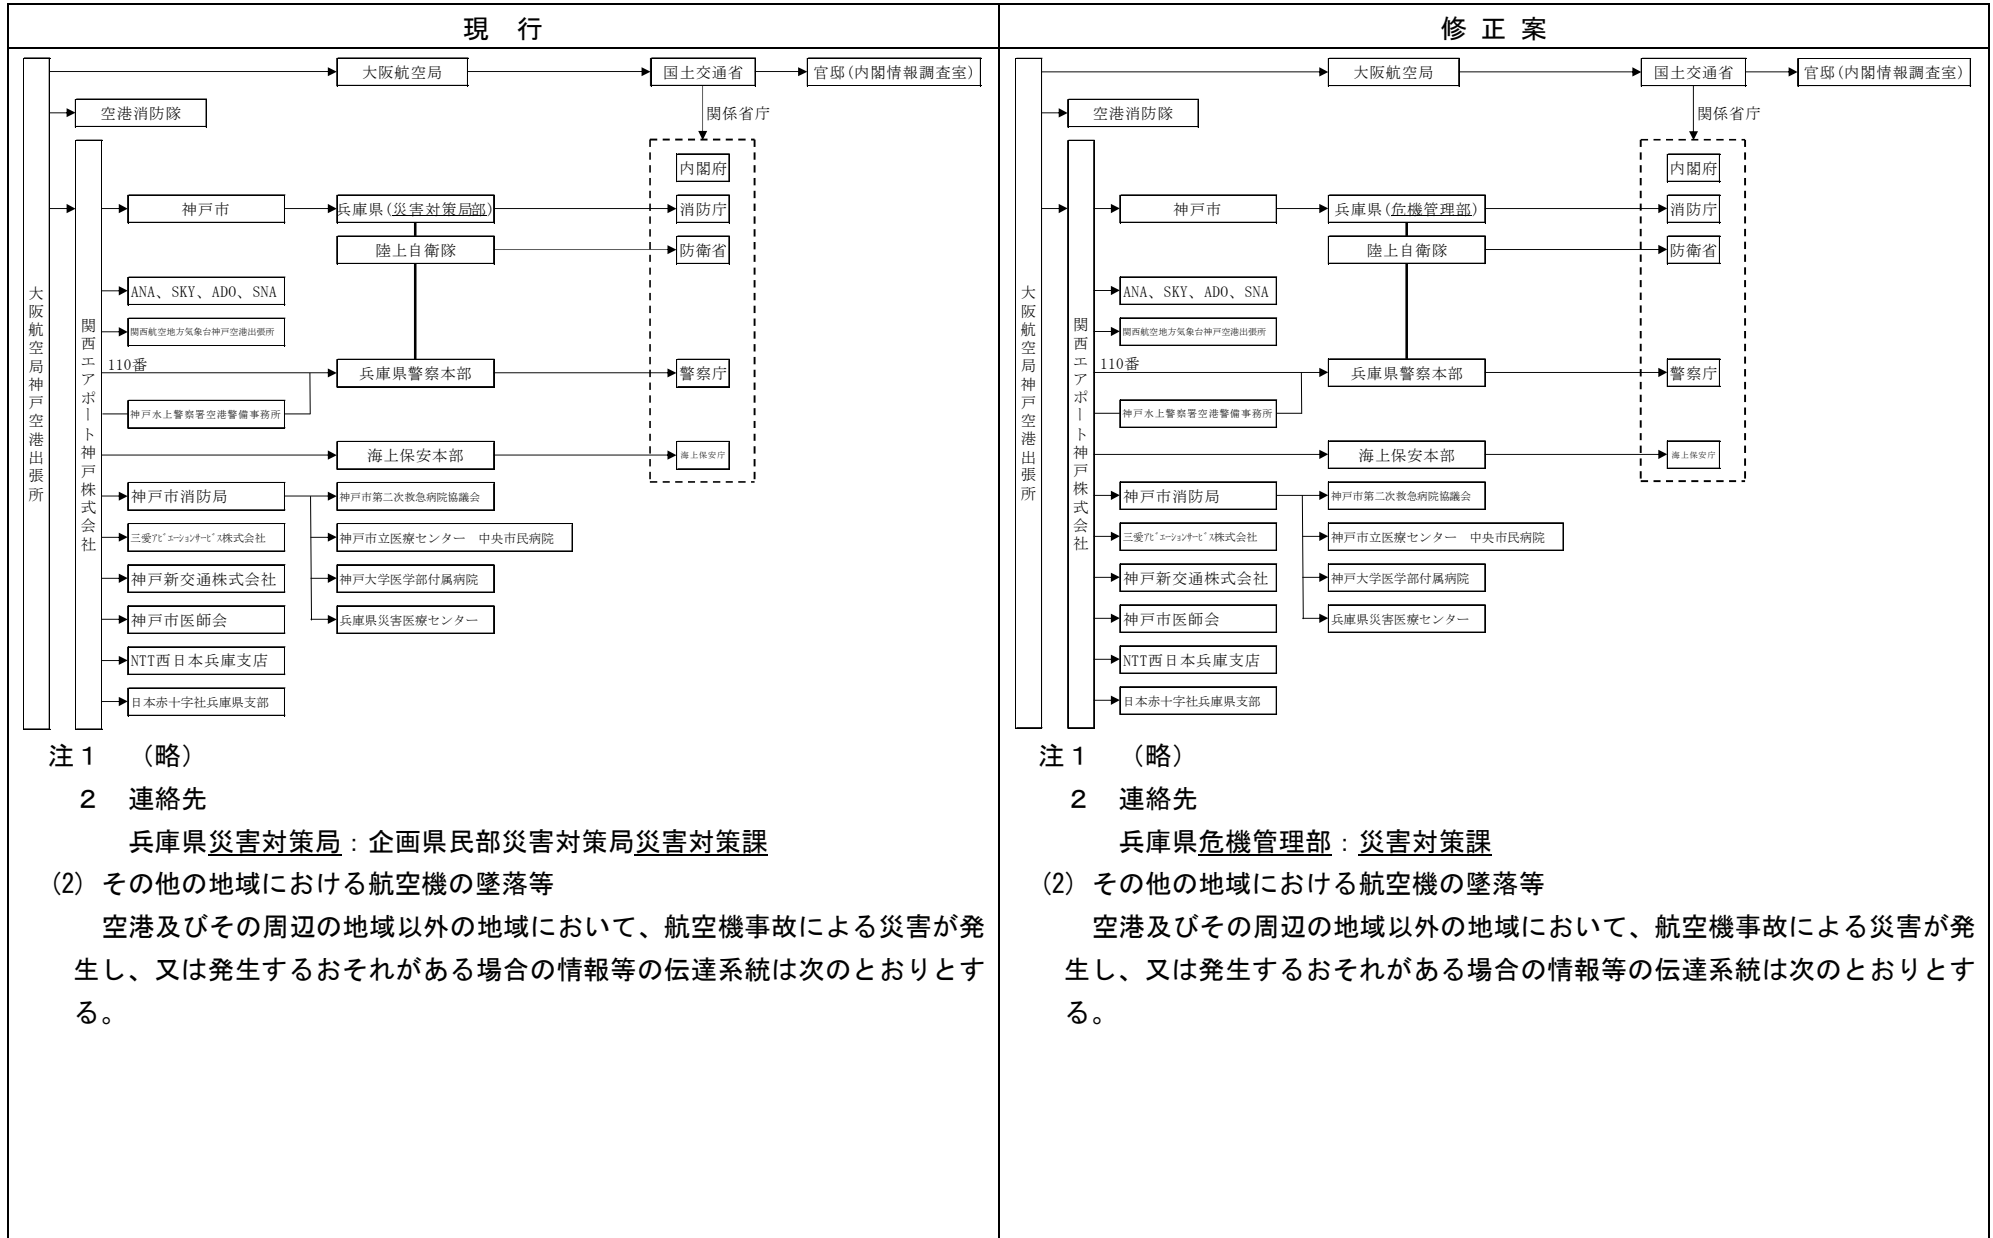 現　行
大阪航空局
国土交通省
官邸(内閣情報調査室)
空港消防隊
関係省庁
内閣府
神戸市
兵庫県(災害対策局部)
消防庁
陸上自衛隊
防衛省
大阪航空局神戸空港出張所
関西エアポート神戸株式会社
ANA、SKY、ADO、SNA
関西航空地方気象台神戸空港出張所
110番
兵庫県警察本部
警察庁
神戸水上警察署空港警備事務所
海上保安本部
海上保安庁
神戸市消防局
神戸市第二次救急病院協議会
三愛ｱﾋﾞｴｰｼｮﾝｻｰﾋﾞｽ株式会社
神戸市立医療センター　中央市民病院
神戸新交通株式会社
神戸大学医学部付属病院
神戸市医師会
兵庫県災害医療センター
NTT西日本兵庫支店
日本赤十字社兵庫県支部
注１　（略）
２　連絡先
兵庫県災害対策局：企画県民部災害対策局災害対策課
(2) その他の地域における航空機の墜落等
空港及びその周辺の地域以外の地域において、航空機事故による災害が発
生し、又は発生するおそれがある場合の情報等の伝達系統は次のとおりとす
る。
修 正 案
大阪航空局
国土交通省
官邸(内閣情報調査室)
空港消防隊
関係省庁
内閣府
神戸市
兵庫県(危機管理部)
消防庁
陸上自衛隊
防衛省
大阪航空局神戸空港出張所
関西エアポート神戸株式会社
ANA、SKY、ADO、SNA
関西航空地方気象台神戸空港出張所
110番
兵庫県警察本部
警察庁
神戸水上警察署空港警備事務所
海上保安本部
海上保安庁
神戸市消防局
神戸市第二次救急病院協議会
三愛ｱﾋﾞｴｰｼｮﾝｻｰﾋﾞｽ株式会社
神戸市立医療センター　中央市民病院
神戸新交通株式会社
神戸大学医学部付属病院
神戸市医師会
兵庫県災害医療センター
NTT西日本兵庫支店
日本赤十字社兵庫県支部
注１　（略）
２　連絡先
兵庫県危機管理部：災害対策課
(2) その他の地域における航空機の墜落等
空港及びその周辺の地域以外の地域において、航空機事故による災害が発
生し、又は発生するおそれがある場合の情報等の伝達系統は次のとおりとす
る。